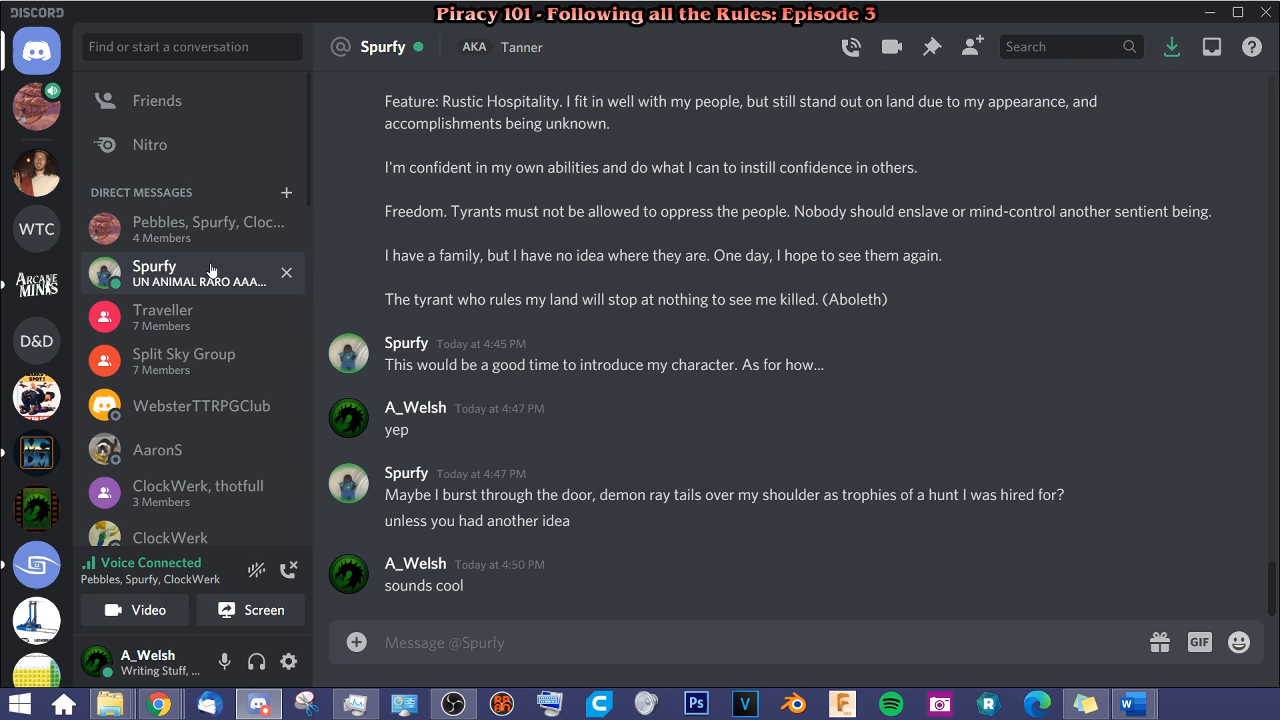 Piracy 101 - Following all the Rules: Episode 3
DISCORD
Find or start a conversation
Friends
Nitro
DIRECT MESSAGES
Pebbles, Spurfy, Cloc...
4 Members
Spurfy
UN ANIMAL RARO AAA...
Traveller
7 Members
Split Sky Group
7 Members
WebsterTTRPGClub
AaronS
ClockWerk, thotfull
3 Members
ClockWerk
Voice Connected
Pebbles, Spurfy, ClockWerk
Video
Screen
A_Welsh
Writing Stuff, ...
WTC
ARCANE MINKS
D&D
MCDM
Spurfy
AKA Tanner
Search
Feature: Rustic Hospitality. I fit in well with my people, but still stand out on land due to my appearance, and
accomplishments being unknown.
I'm confident in my own abilities and do what I can to instill confidence in others.
Freedom. Tyrants must not be allowed to oppress the people. Nobody should enslave or mind-control another sentient being.
I have a family, but I have no idea where they are. One day, I hope to see them again.
The tyrant who rules my land will stop at nothing to see me killed. (Aboleth)
Spurfy Today at 4:45 PM
This would be a good time to introduce my character. As for how...
A_Welsh Today at 4:47 PM
yep
Spurfy Today at 4:47 PM
Maybe I burst through the door, demon ray tails over my shoulder as trophies of a hunt I was hired for?
unless you had another idea
A_Welsh Today at 4:50 PM
sounds cool
Message @Spurfy
GIF
Ps
V